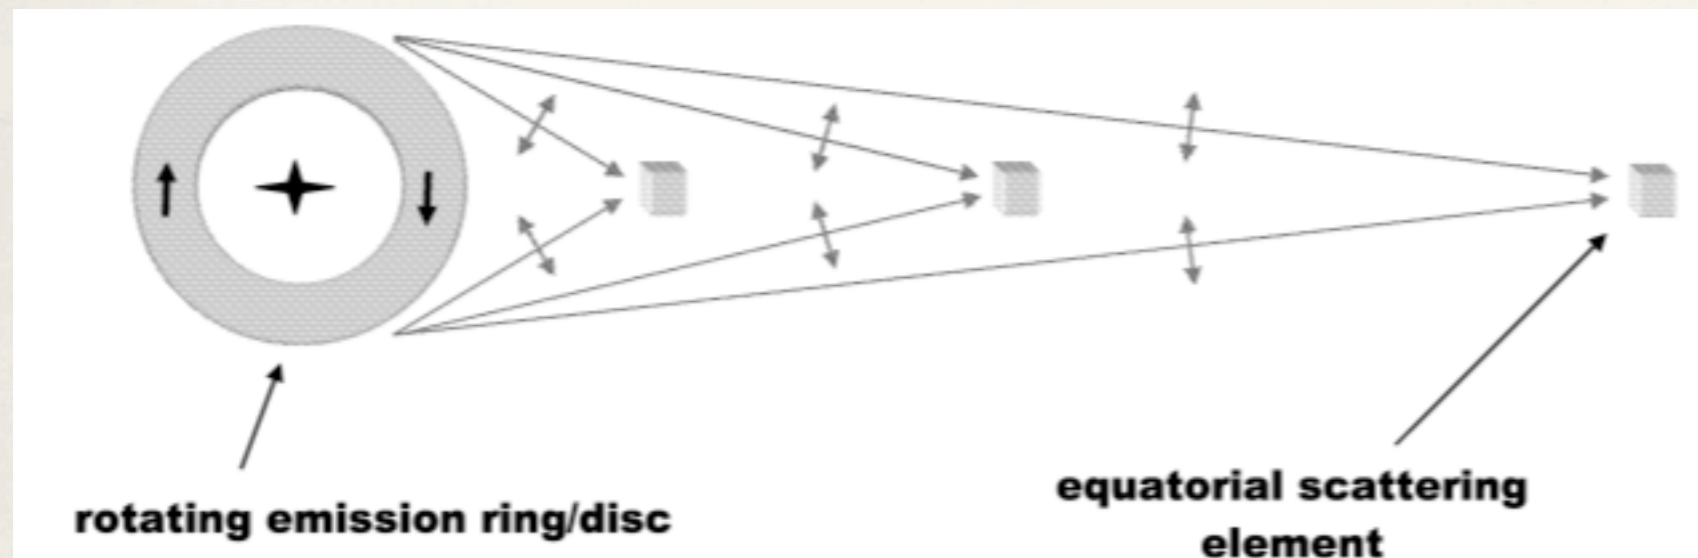 rotating emission ring/disc
equatorial scattering
element